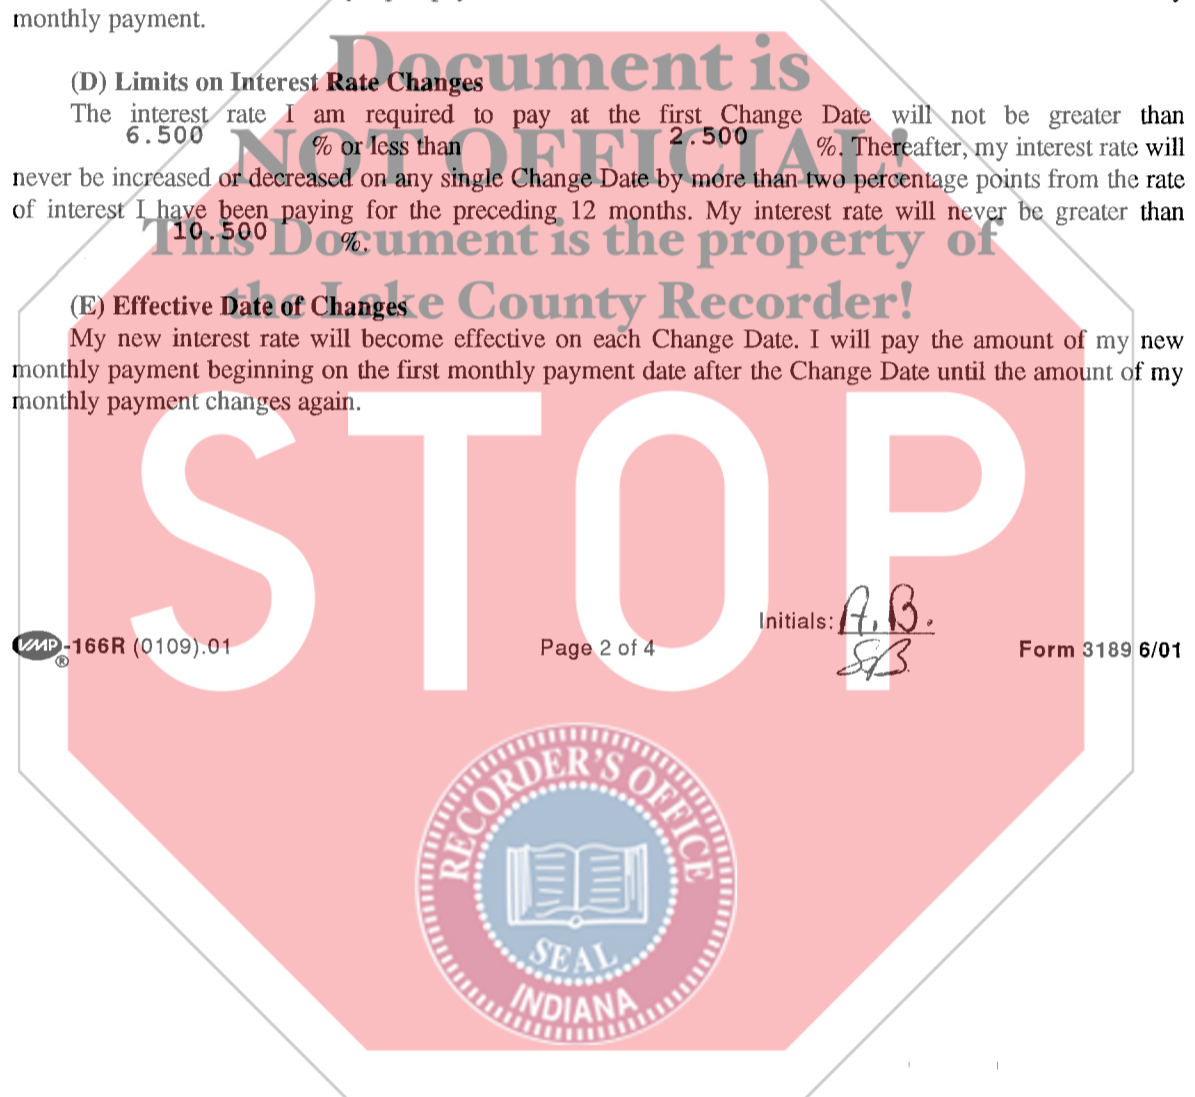 monthly payment.
Document is
(D) Limits on Interest Rate Changes
The interest rate I am required to pay at the first Change Date will not be greater than
6.500 % or less than 2.500 %. Thereafter, my interest rate will
NOT OFFICIAL!
never be increased or decreased on any single Change Date by more than two percentage points from the rate
of interest I have been paying for the preceding 12 months. My interest rate will never be greater than
10.500 %.
This Document is the property of
the Lake County Recorder!
(E) Effective Date of Changes
My new interest rate will become effective on each Change Date. I will pay the amount of my new
monthly payment beginning on the first monthly payment date after the Change Date until the amount of my
monthly payment changes again.
STOP
Initials: A.B.
SB.
VMP®-166R (0109).01 Page 2 of 4 Form 3189 6/01
RECORDER'S OFFICE
SEAL
INDIANA